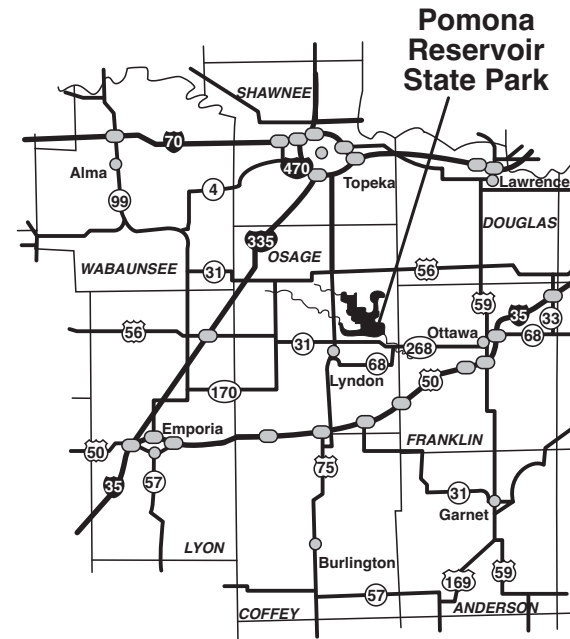 Pomona
Reservoir
State Park
SHAWNEE
70
470
Alma
Topeka
Lawrence
4
99
DOUGLAS
335
OSAGE
WABAUNSEE
31
56
59
35
33
56
Ottawa
31
268
68
68
Lyndon
50
170
Emporia
50
FRANKLIN
75
57
35
31
Garnet
LYON
Burlington
169
59
57
COFFEY
ANDERSON